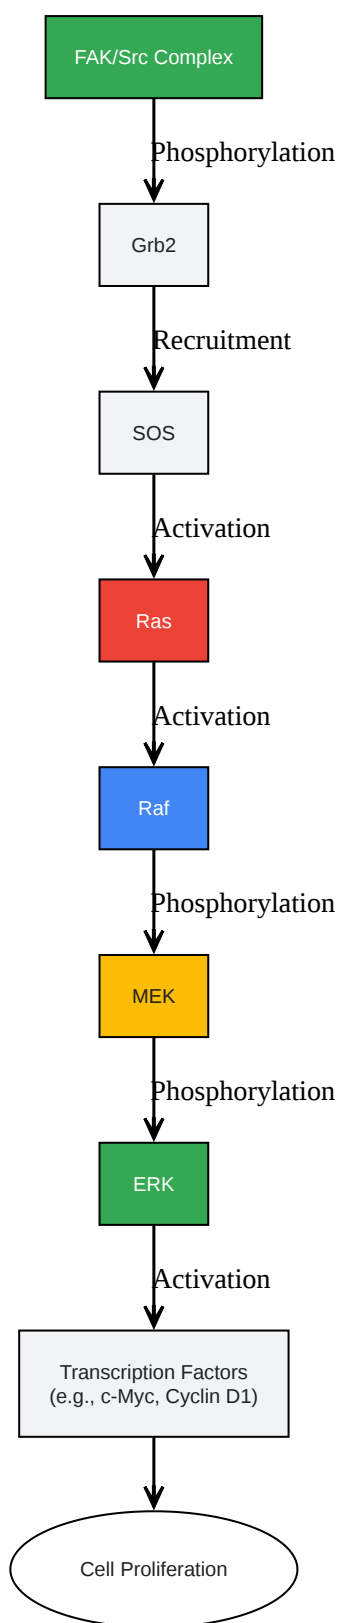 FAK/Src Complex
Phosphorylation
Grb2
Recruitment
SOS
Activation
Ras
Activation
Raf
Phosphorylation
MEK
Phosphorylation
ERK
Activation
Transcription Factors
(e.g., c-Myc, Cyclin D1)
Cell Proliferation